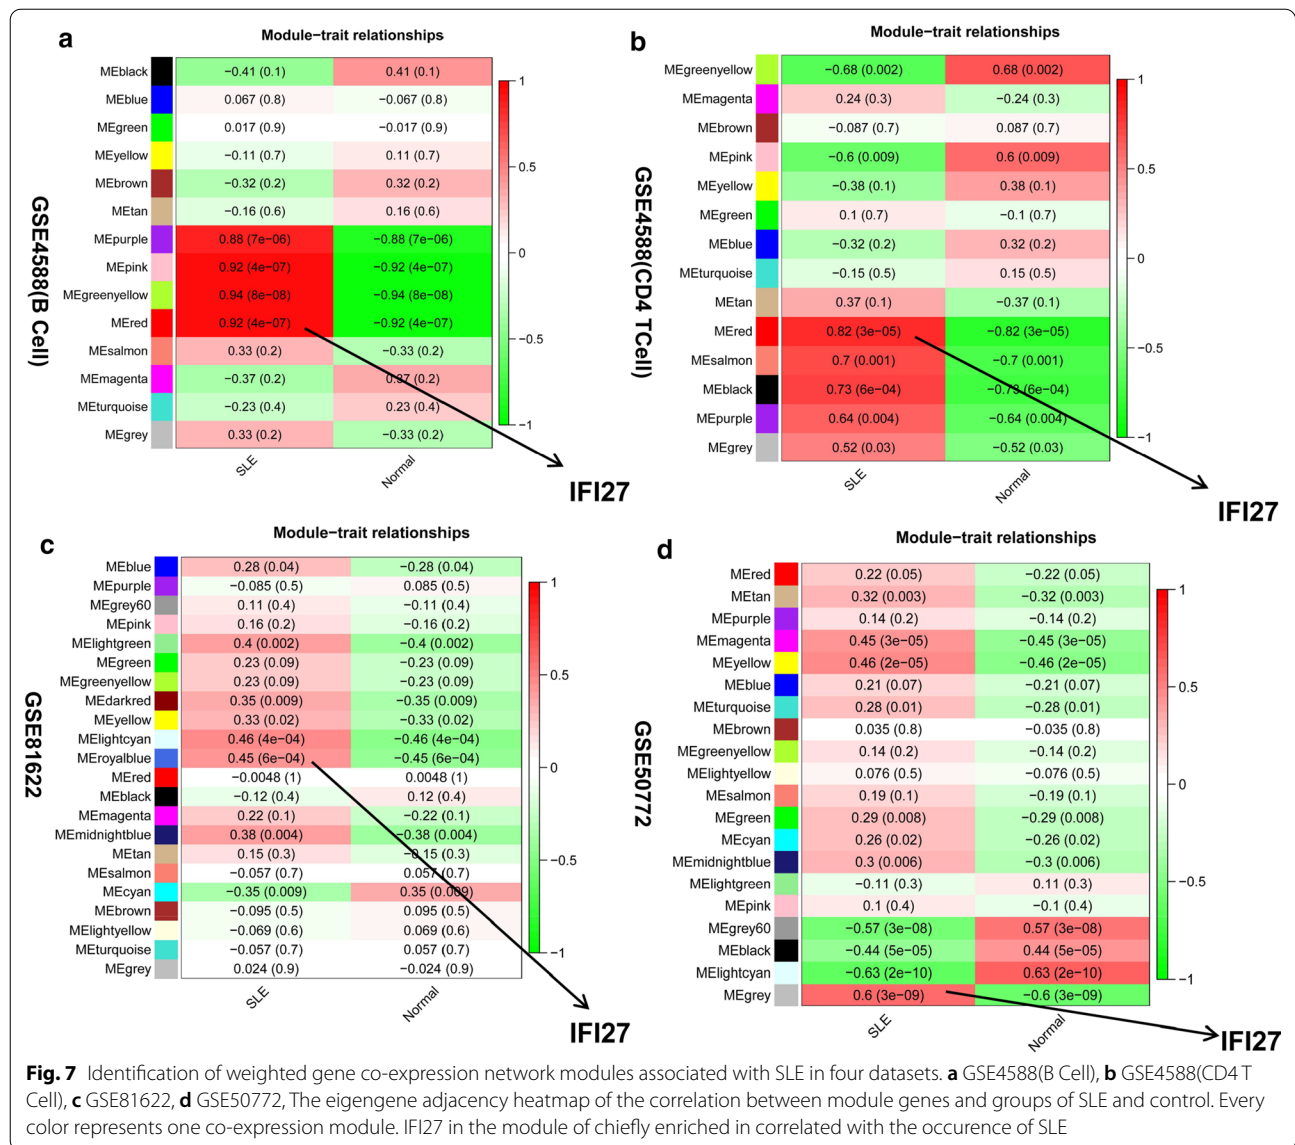 a
Module−trait relationships
GSE4588(B Cell)
MEblack −0.41 (0.1) 0.41 (0.1)
MEblue 0.067 (0.8) −0.067 (0.8)
MEgreen 0.017 (0.9) −0.017 (0.9)
MEyellow −0.11 (0.7) 0.11 (0.7)
MEbrown −0.32 (0.2) 0.32 (0.2)
MEtan −0.16 (0.6) 0.16 (0.6)
MEpurple 0.88 (7e−06) −0.88 (7e−06)
MEpink 0.92 (4e−07) −0.92 (4e−07)
MEgreenyellow 0.94 (8e−08) −0.94 (8e−08)
MEred 0.92 (4e−07) −0.92 (4e−07)
MEsalmon 0.33 (0.2) −0.33 (0.2)
MEmagenta −0.37 (0.2) 0.37 (0.2)
MEturquoise −0.23 (0.4) 0.23 (0.4)
MEgrey 0.33 (0.2) −0.33 (0.2)
SLE Normal
1
0.5
0
−0.5
−1
IFI27
b
Module−trait relationships
GSE4588(CD4 TCell)
MEgreenyellow −0.68 (0.002) 0.68 (0.002)
MEmagenta 0.24 (0.3) −0.24 (0.3)
MEbrown −0.087 (0.7) 0.087 (0.7)
MEpink −0.6 (0.009) 0.6 (0.009)
MEyellow −0.38 (0.1) 0.38 (0.1)
MEgreen 0.1 (0.7) −0.1 (0.7)
MEblue −0.32 (0.2) 0.32 (0.2)
MEturquoise −0.15 (0.5) 0.15 (0.5)
MEtan 0.37 (0.1) −0.37 (0.1)
MEred 0.82 (3e−05) −0.82 (3e−05)
MEsalmon 0.7 (0.001) −0.7 (0.001)
MEblack 0.73 (6e−04) −0.73 (6e−04)
MEpurple 0.64 (0.004) −0.64 (0.004)
MEgrey 0.52 (0.03) −0.52 (0.03)
SLE Normal
1
0.5
0
−0.5
−1
IFI27
c
Module−trait relationships
GSE81622
MEblue 0.28 (0.04) −0.28 (0.04)
MEpurple −0.085 (0.5) 0.085 (0.5)
MEgrey60 0.11 (0.4) −0.11 (0.4)
MEpink 0.16 (0.2) −0.16 (0.2)
MElightgreen 0.4 (0.002) −0.4 (0.002)
MEgreen 0.23 (0.09) −0.23 (0.09)
MEgreenyellow 0.23 (0.09) −0.23 (0.09)
MEdarkred 0.35 (0.009) −0.35 (0.009)
MEyellow 0.33 (0.02) −0.33 (0.02)
MElightcyan 0.46 (4e−04) −0.46 (4e−04)
MEroyalblue 0.45 (6e−04) −0.45 (6e−04)
MEred −0.0048 (1) 0.0048 (1)
MEblack −0.12 (0.4) 0.12 (0.4)
MEmagenta 0.22 (0.1) −0.22 (0.1)
MEmidnightblue 0.38 (0.004) −0.38 (0.004)
MEtan 0.15 (0.3) −0.15 (0.3)
MEsalmon −0.057 (0.7) 0.057 (0.7)
MEcyan −0.35 (0.009) 0.35 (0.009)
MEbrown −0.095 (0.5) 0.095 (0.5)
MElightyellow −0.069 (0.6) 0.069 (0.6)
MEturquoise −0.057 (0.7) 0.057 (0.7)
MEgrey 0.024 (0.9) −0.024 (0.9)
SLE Normal
1
0.5
0
−0.5
−1
IFI27
d
Module−trait relationships
GSE50772
MEred 0.22 (0.05) −0.22 (0.05)
MEtan 0.32 (0.003) −0.32 (0.003)
MEpurple 0.14 (0.2) −0.14 (0.2)
MEmagenta 0.45 (3e−05) −0.45 (3e−05)
MEyellow 0.46 (2e−05) −0.46 (2e−05)
MEblue 0.21 (0.07) −0.21 (0.07)
MEturquoise 0.28 (0.01) −0.28 (0.01)
MEbrown 0.035 (0.8) −0.035 (0.8)
MEgreenyellow 0.14 (0.2) −0.14 (0.2)
MElightyellow 0.076 (0.5) −0.076 (0.5)
MEsalmon 0.19 (0.1) −0.19 (0.1)
MEgreen 0.29 (0.008) −0.29 (0.008)
MEcyan 0.26 (0.02) −0.26 (0.02)
MEmidnightblue 0.3 (0.006) −0.3 (0.006)
MElightgreen −0.11 (0.3) 0.11 (0.3)
MEpink 0.1 (0.4) −0.1 (0.4)
MEgrey60 −0.57 (3e−08) 0.57 (3e−08)
MEblack −0.44 (5e−05) 0.44 (5e−05)
MElightcyan −0.63 (2e−10) 0.63 (2e−10)
MEgrey 0.6 (3e−09) −0.6 (3e−09)
SLE Normal
1
0.5
0
−0.5
−1
IFI27
Fig. 7 Identification of weighted gene co-expression network modules associated with SLE in four datasets. a GSE4588(B Cell), b GSE4588(CD4 T
Cell), c GSE81622, d GSE50772, The eigengene adjacency heatmap of the correlation between module genes and groups of SLE and control. Every
color represents one co-expression module. IFI27 in the module of chiefly enriched in correlated with the occurence of SLE